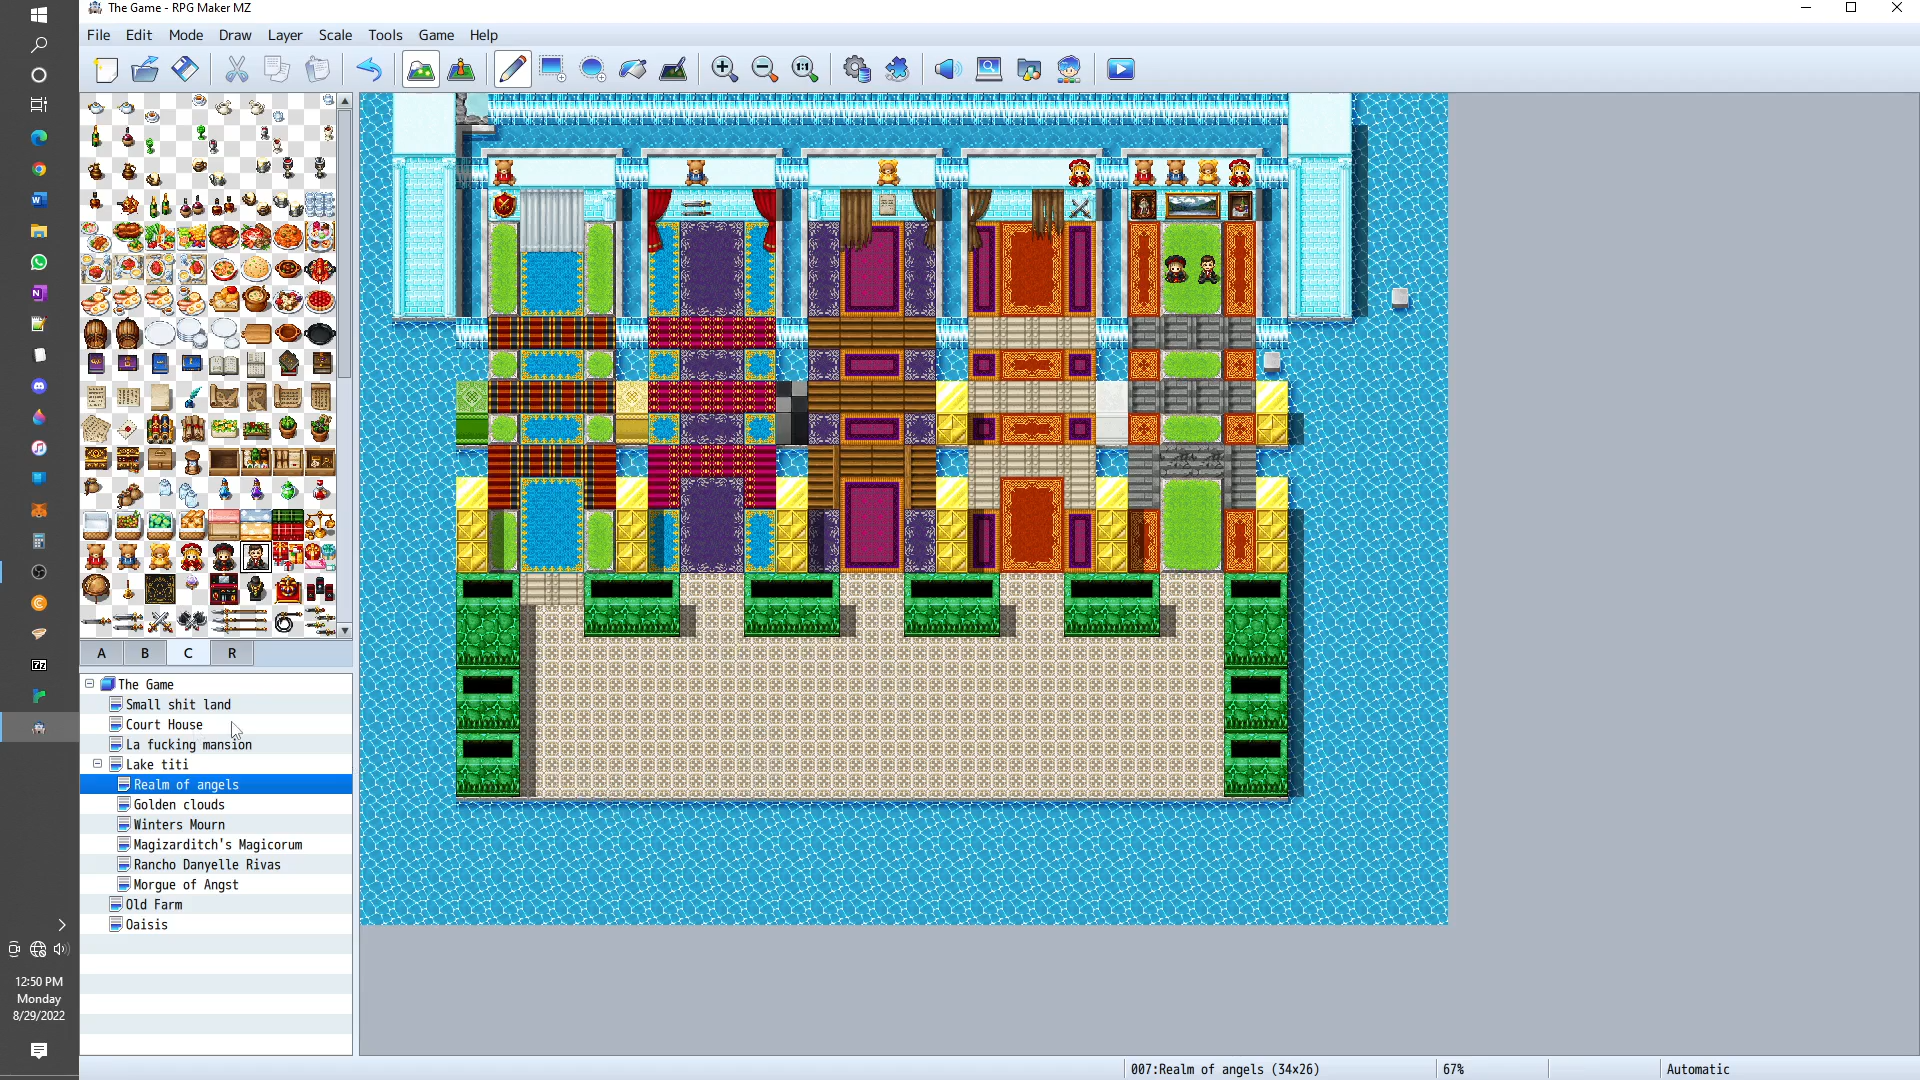 The Game - RPG Maker MZ
File Edit Mode Draw Layer Scale Tools Game Help
1:1
A B C R
The Game
Small shit land
Court House
La fucking mansion
Lake titi
Realm of angels
Golden clouds
Winters Mourn
Magizarditch's Magicorum
Rancho Danyelle Rivas
Morgue of Angst
Old Farm
Oaisis
12:50 PM
Monday
8/29/2022
007:Realm of angels (34x26) 67% Automatic